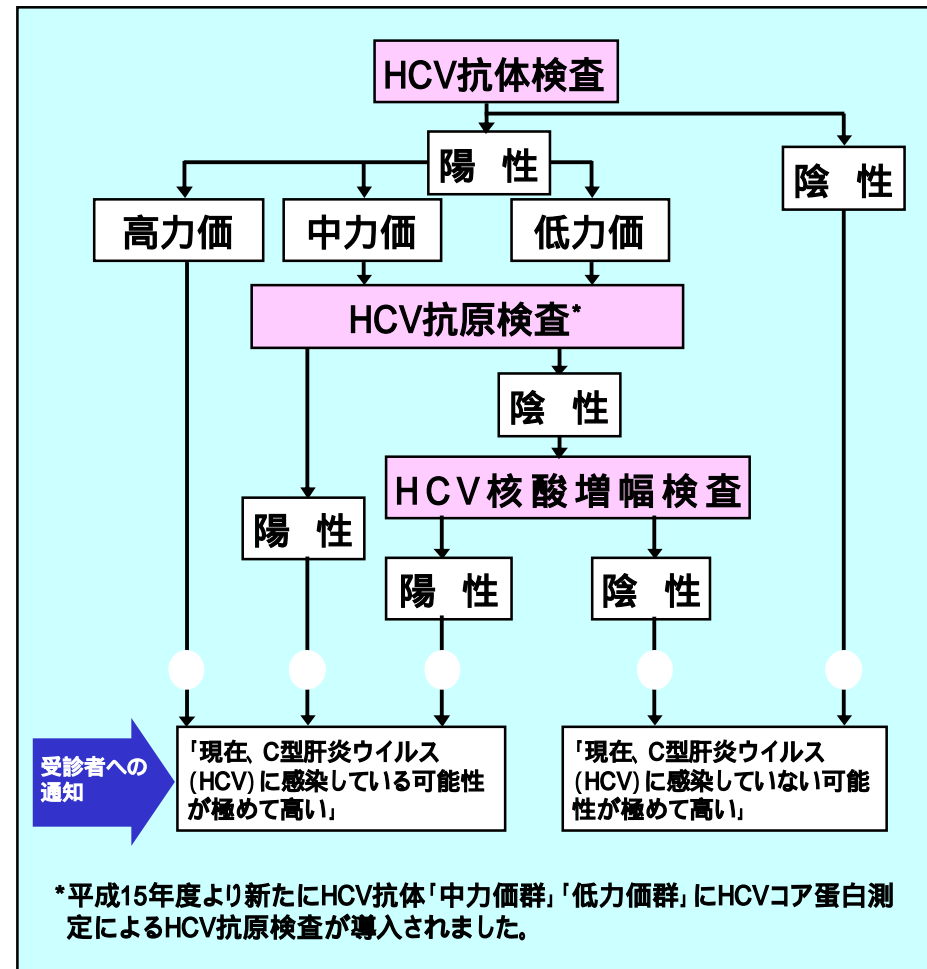 HCV抗体検査
陽 性
陰 性
高力価
中力価
低力価
HCV抗原検査*
陰 性
HCV核酸増幅検査
陽 性
陽 性
陰 性
受診者への
通知
「現在、C型肝炎ウイルス
(HCV)に感染している可能性
が極めて高い」
「現在、C型肝炎ウイルス
(HCV)に感染していない可能
性が極めて高い」
*平成15年度より新たにHCV抗体「中力価群」「低力価群」にHCVコア蛋白測
定によるHCV抗原検査が導入されました。